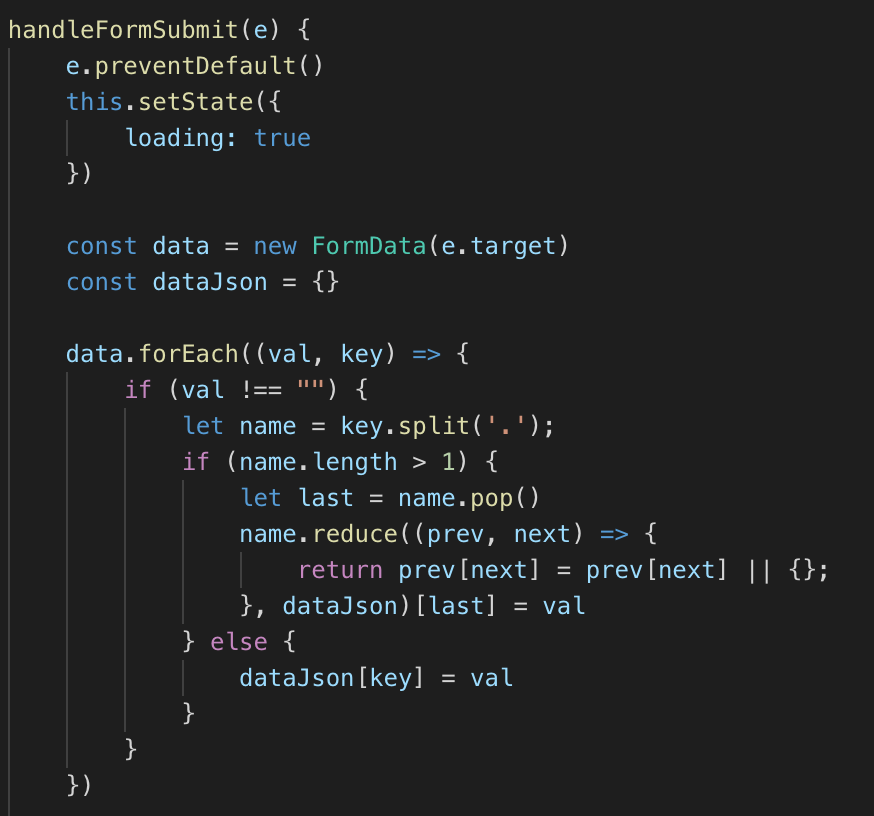 handleFormSubmit(e) {
    e.preventDefault()
    this.setState({
        loading: true
    })

    const data = new FormData(e.target)
    const dataJson = {}

    data.forEach((val, key) => {
        if (val !== "") {
            let name = key.split('.');
            if (name.length > 1) {
                let last = name.pop()
                name.reduce((prev, next) => {
                    return prev[next] = prev[next] || {};
                }, dataJson)[last] = val
            } else {
                dataJson[key] = val
            }
        }
    })